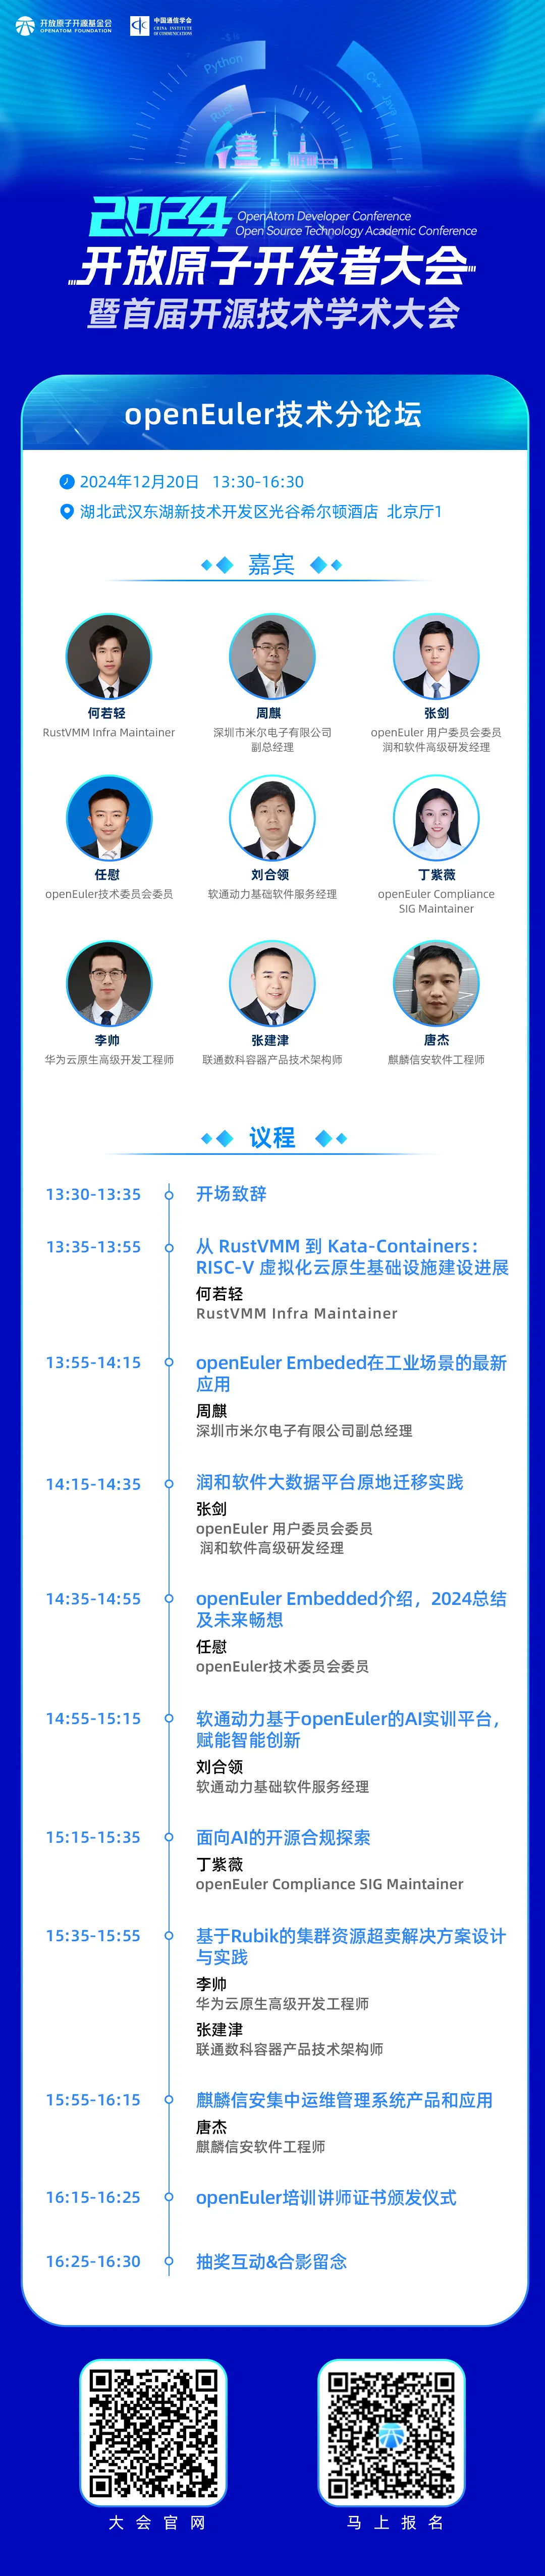 开放原子开源基金会
OPENATOM FOUNDATION
中国通信学会
CHINA INSTITUTE
OF COMMUNICATIONS
Python
Rust
C++
Java
2024
OpenAtom Developer Conference
Open Source Technology Academic Conference
开放原子开发者大会
暨首届开源技术学术大会
openEuler技术分论坛
2024年12月20日 13:30-16:30
湖北武汉东湖新技术开发区光谷希尔顿酒店 北京厅1
嘉宾
何若轻
RustVMM Infra Maintainer
周麒
深圳市米尔电子有限公司
副总经理
张剑
openEuler 用户委员会委员
润和软件高级研发经理
任慰
openEuler技术委员会委员
刘合领
软通动力基础软件服务经理
丁紫薇
openEuler Compliance
SIG Maintainer
李帅
华为云原生高级开发工程师
张建津
联通数科容器产品技术架构师
唐杰
麒麟信安软件工程师
议程
13:30-13:35
开场致辞
13:35-13:55
从 RustVMM 到 Kata-Containers：
RISC-V 虚拟化云原生基础设施建设进展
何若轻
RustVMM Infra Maintainer
13:55-14:15
openEuler Embeded在工业场景的最新
应用
周麒
深圳市米尔电子有限公司副总经理
14:15-14:35
润和软件大数据平台原地迁移实践
张剑
openEuler 用户委员会委员
润和软件高级研发经理
14:35-14:55
openEuler Embedded介绍，2024总结
及未来畅想
任慰
openEuler技术委员会委员
14:55-15:15
软通动力基于openEuler的AI实训平台，
赋能智能创新
刘合领
软通动力基础软件服务经理
15:15-15:35
面向AI的开源合规探索
丁紫薇
openEuler Compliance SIG Maintainer
15:35-15:55
基于Rubik的集群资源超卖解决方案设计
与实践
李帅
华为云原生高级开发工程师
张建津
联通数科容器产品技术架构师
15:55-16:15
麒麟信安集中运维管理系统产品和应用
唐杰
麒麟信安软件工程师
16:15-16:25
openEuler培训讲师证书颁发仪式
16:25-16:30
抽奖互动&合影留念
大会官网
马上报名